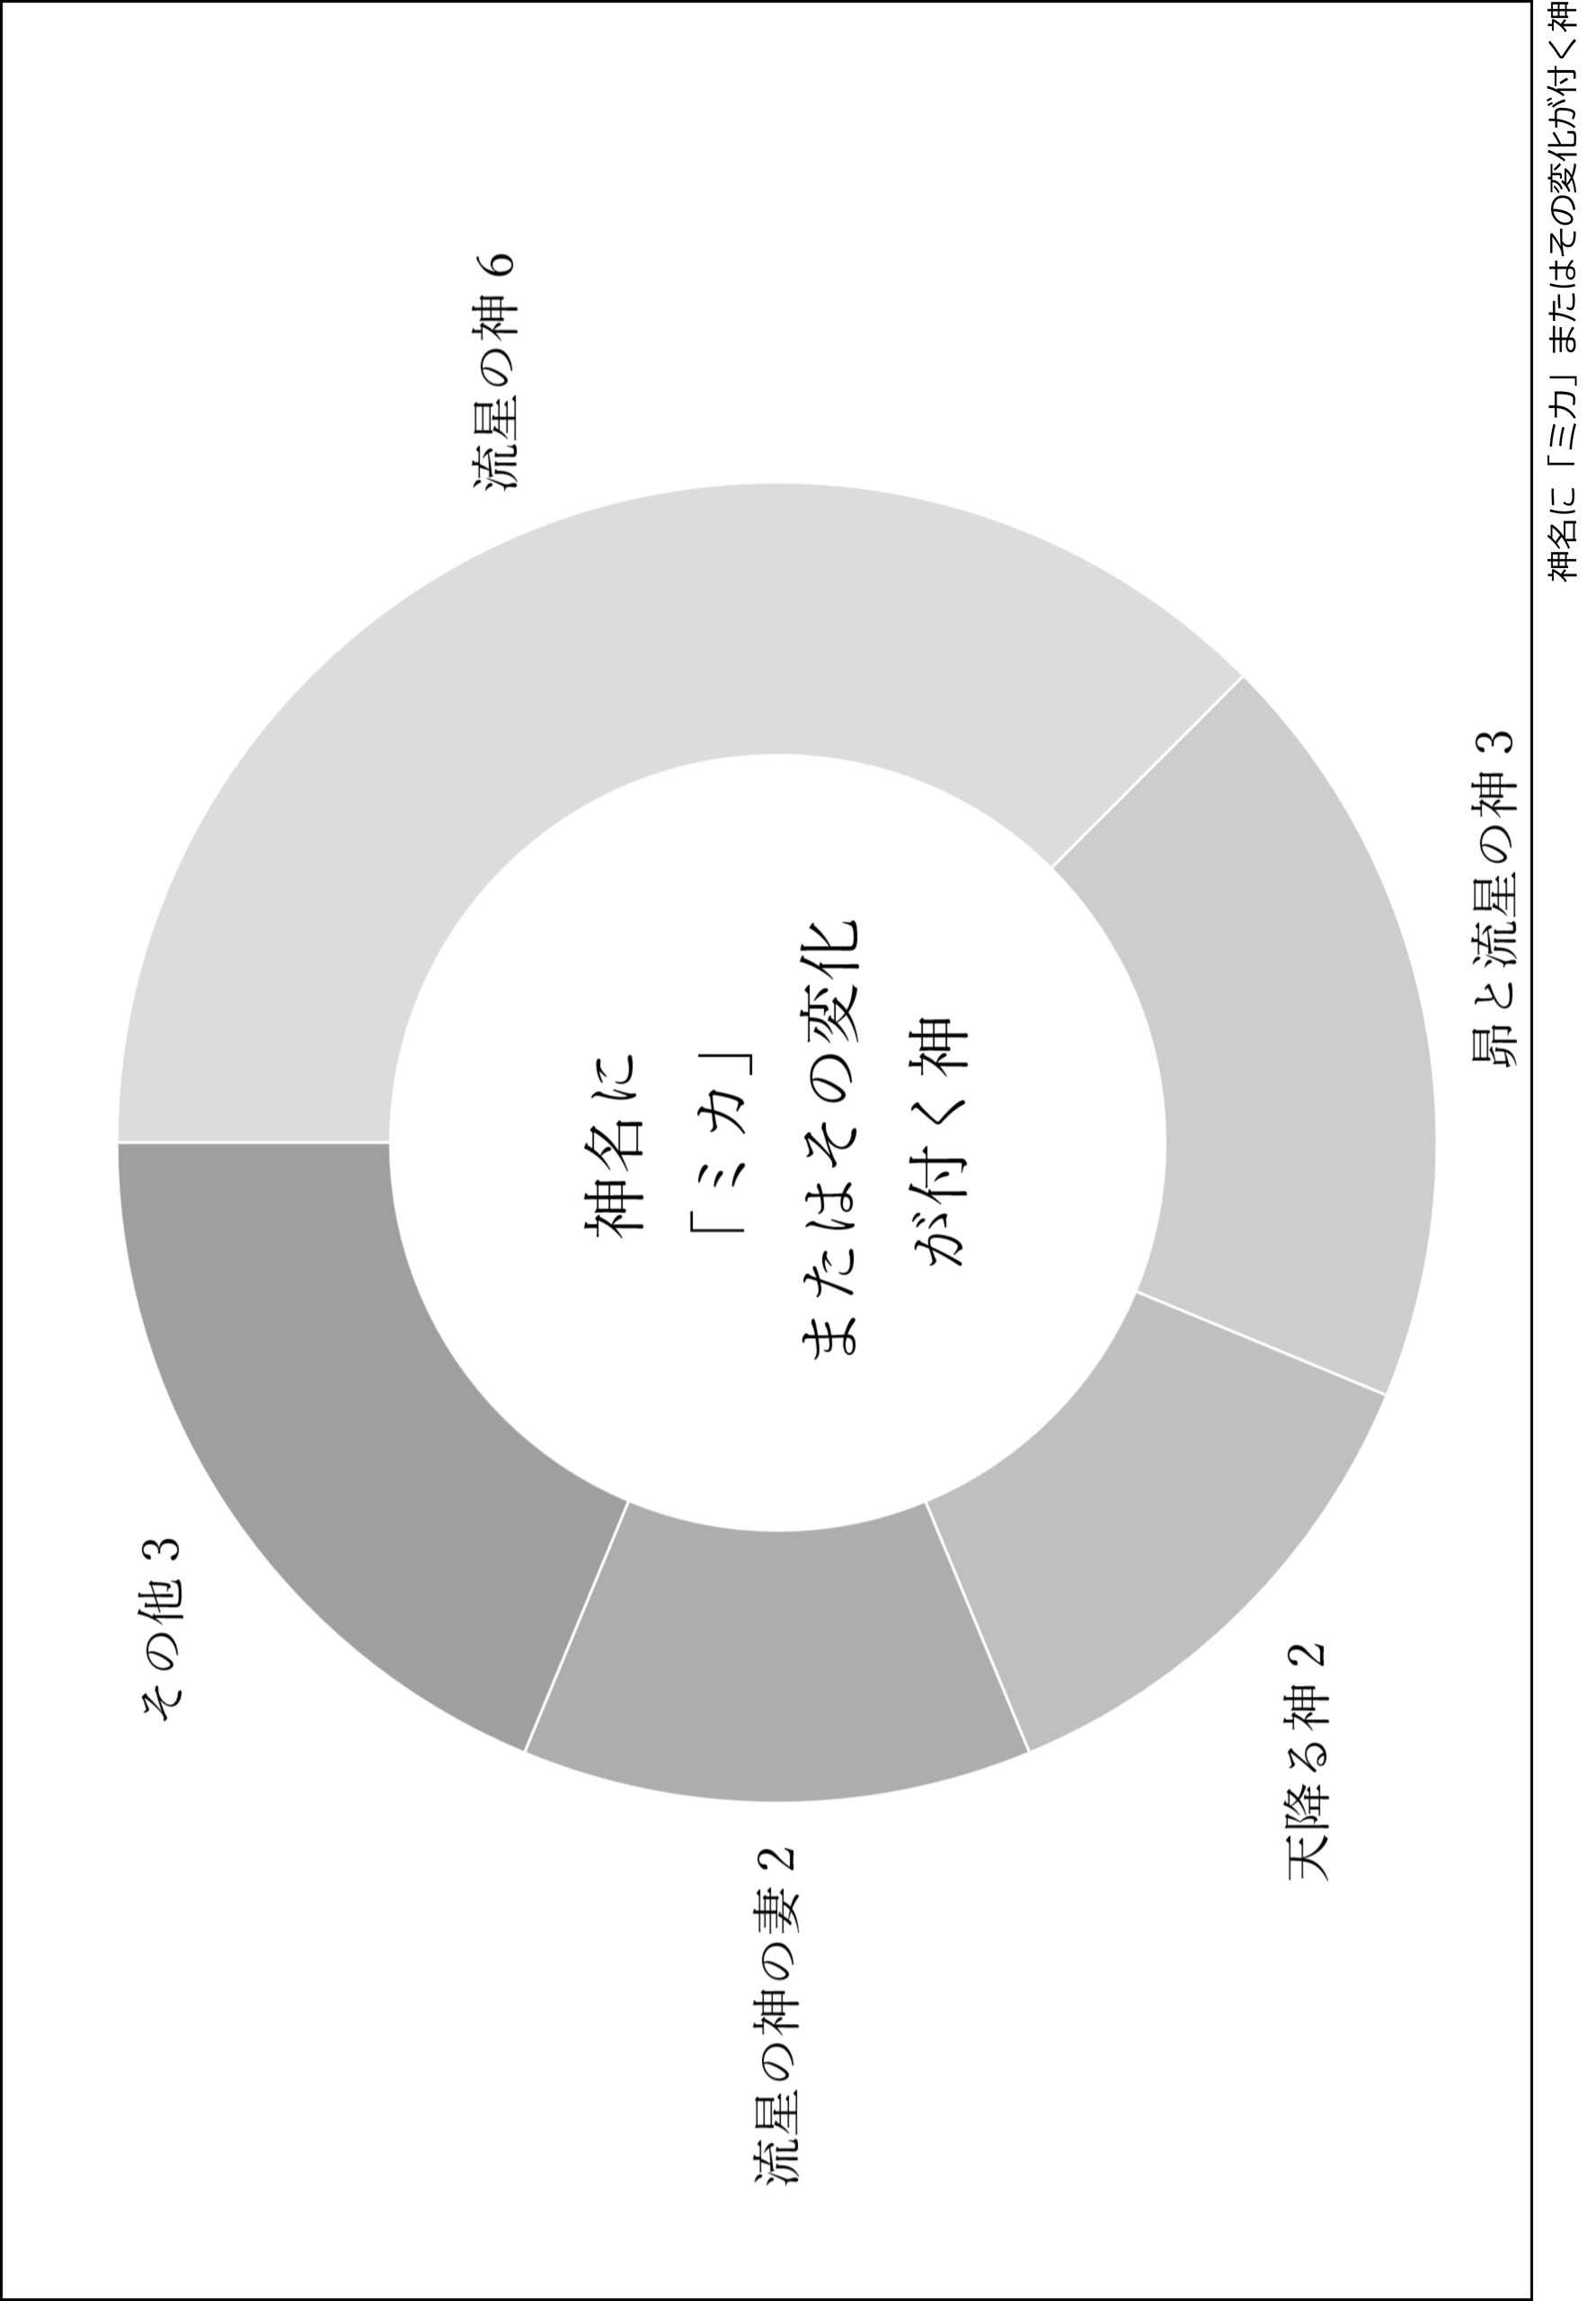 流星の神 6
昴と流星の神 3
天降る神 2
流星の神の妻 2
その他 3
神名に
「ミカ」
またはその変化
が付く神
神名に「ミカ」またはその変化が付く神